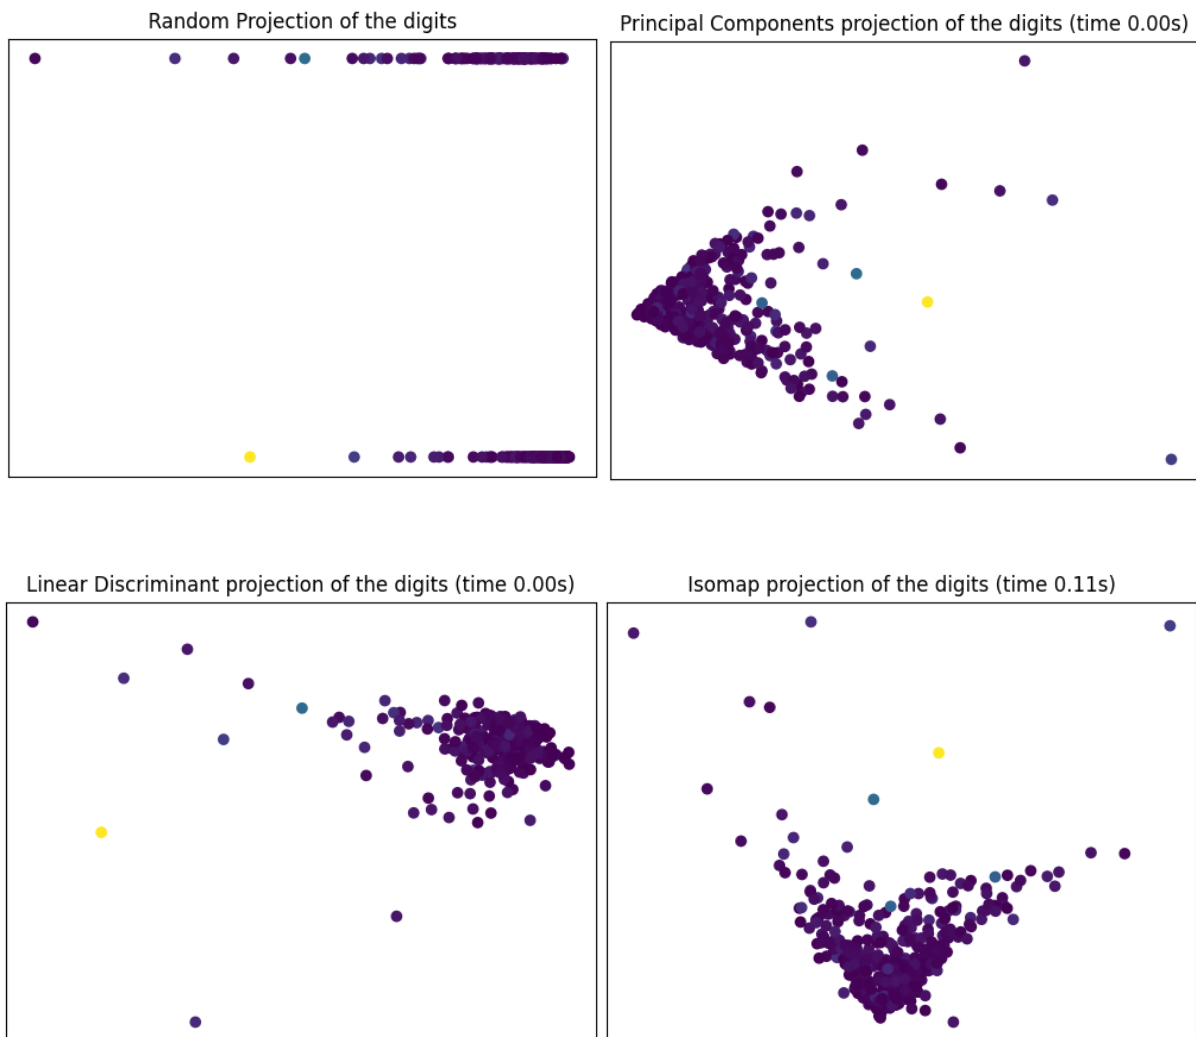 Random Projection of the digits
Principal Components projection of the digits (time 0.00s)
Linear Discriminant projection of the digits (time 0.00s)
Isomap projection of the digits (time 0.11s)